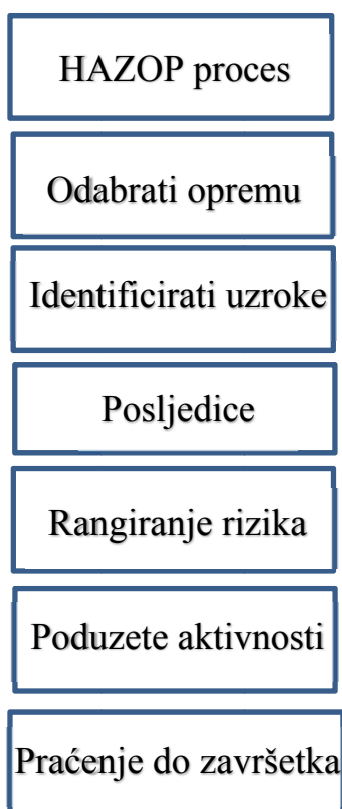 HAZOP proces
Odabrati opremu
Identificirati uzroke
Posljedice
Rangiranje rizika
Poduzete aktivnosti
Praćenje do završetka